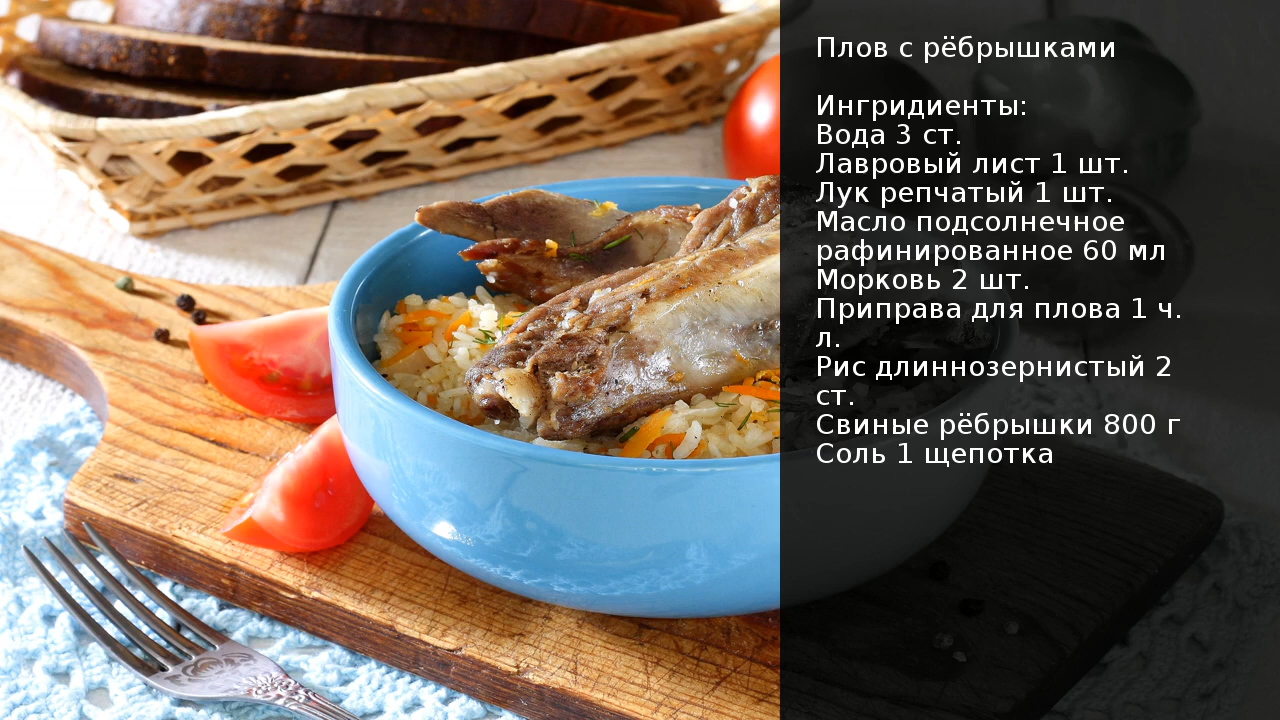 Плов с рёбрышками
Ингридиенты:
Вода 3 ст.
Лавровый лист 1 шт.
Лук репчатый 1 шт.
Масло подсолнечное
рафинированное 60 мл
Морковь 2 шт.
Приправа для плова 1 ч.
л.
Рис длиннозернистый 2
ст.
Свиные рёбрышки 800 г
Соль 1 щепотка